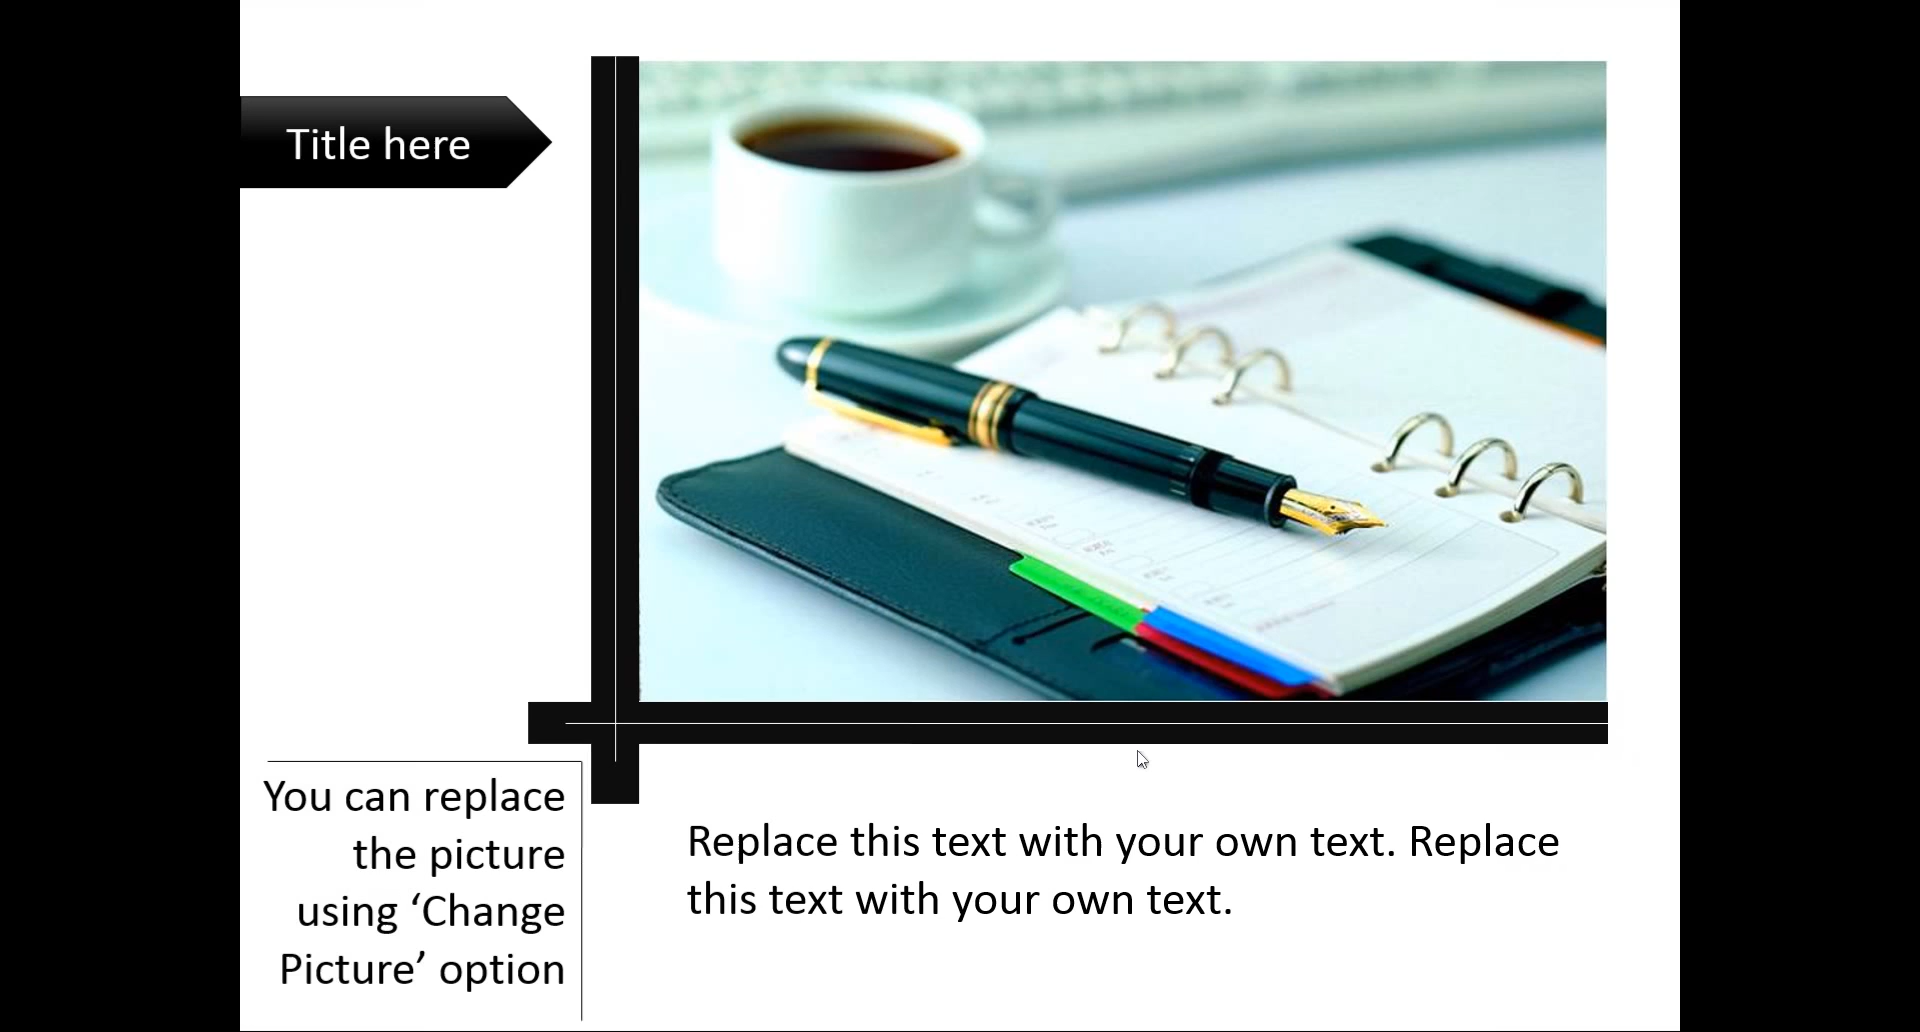 Title here
You can replace
the picture
using ‘Change
Picture’ option
Replace this text with your own text. Replace
this text with your own text.